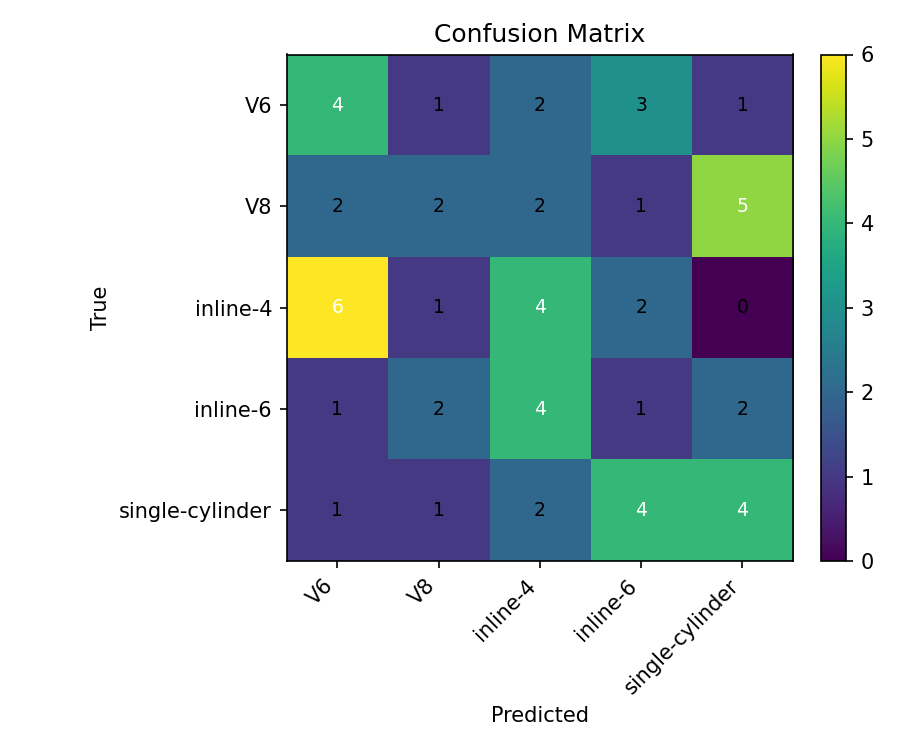 Confusion Matrix
True
V6 4 1 2 3 1
V8 2 2 2 1 5
inline-4 6 1 4 2 0
inline-6 1 2 4 1 2
single-cylinder 1 1 2 4 4
V6 V8 inline-4 inline-6 single-cylinder
Predicted
6
5
4
3
2
1
0